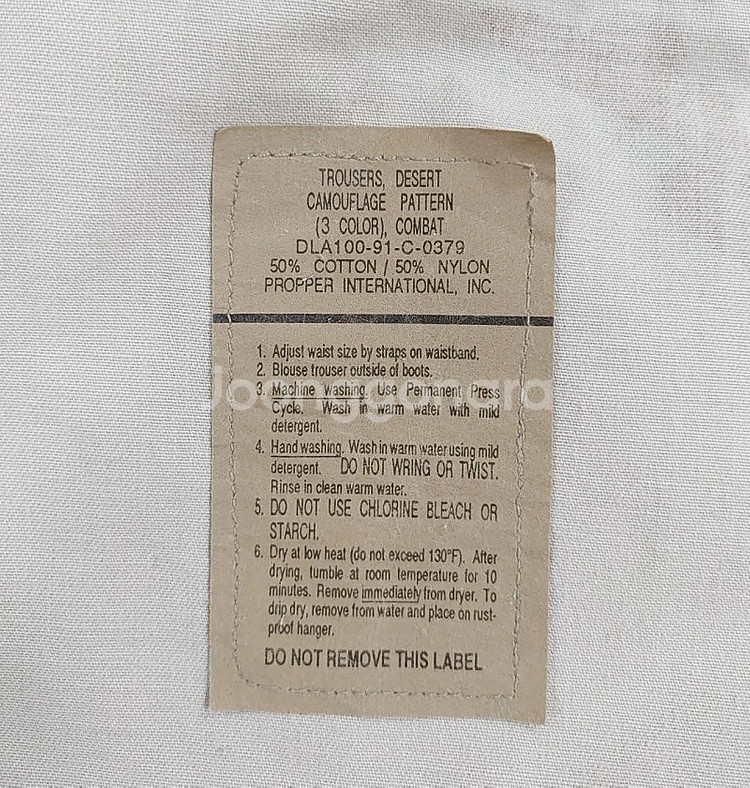 TROUSERS, DESERT
CAMOUFLAGE PATTERN
(3 COLOR), COMBAT
DLA100-91-C-0379
50% COTTON / 50% NYLON
PROPPER INTERNATIONAL, INC.
1. Adjust waist size by straps on waistband.
2. Blouse trouser outside of boots.
3. Machine washing. Use Permanent Press
Cycle. Wash in warm water with mild
detergent.
4. Hand washing. Wash in warm water using mild
detergent. DO NOT WRING OR TWIST.
Rinse in clean warm water.
5. DO NOT USE CHLORINE BLEACH OR
STARCH.
6. Dry at low heat (do not exceed 130°F). After
drying, tumble at room temperature for 10
minutes. Remove immediately from dryer. To
drip dry, remove from water and place on rust-
proof hanger.
DO NOT REMOVE THIS LABEL
Joonggonara